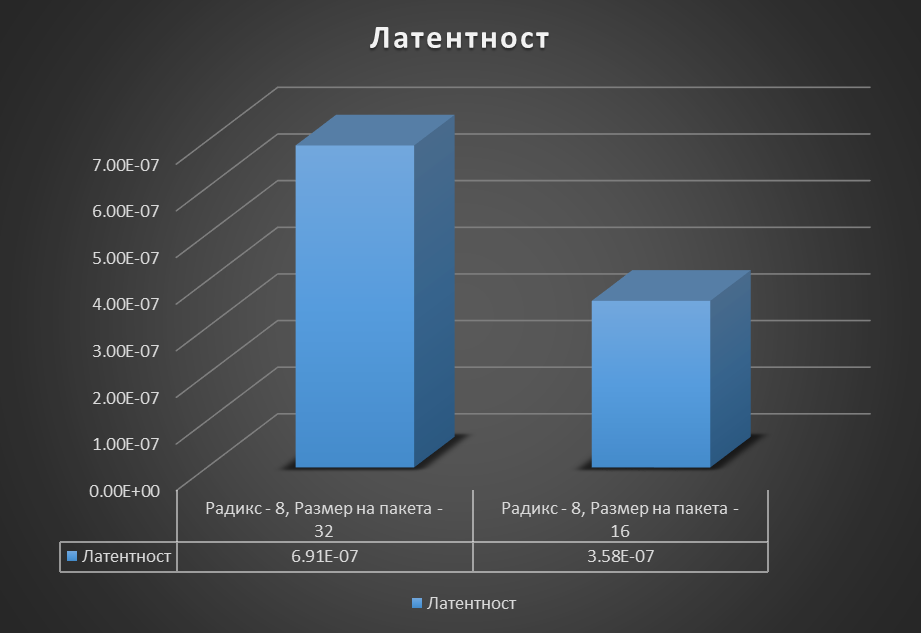 Латентност
7.00E-07
6.00E-07
5.00E-07
4.00E-07
3.00E-07
2.00E-07
1.00E-07
0.00E+00
Радикс - 8, Размер на пакета - 32
Радикс - 8, Размер на пакета - 16
Латентност 6.91E-07 3.58E-07
Латентност